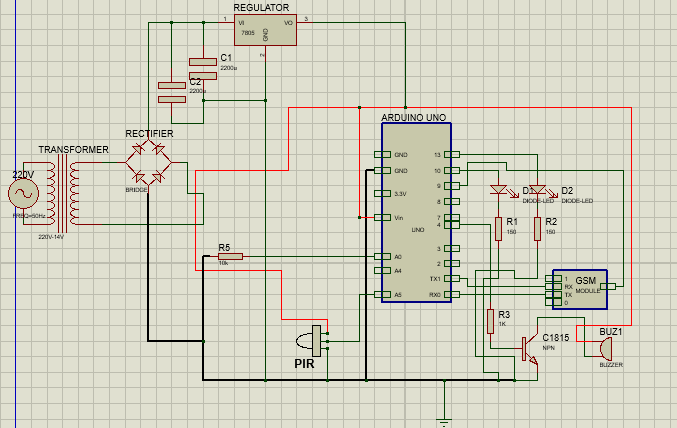 REGULATOR
1 VI VO 3
7805
GND
2
C1
2200u
C2
2200u
ARDUINO UNO
RECTIFIER
BRIDGE
TRANSFORMER
220V
FREQ=50Hz
220V-14V
GND
GND
3.3V
Vin
A0
A4
A5
13
10
9
8
7
4
UNO
3
2
TX1
RX0
D1
DIODE-LED
D2
DIODE-LED
R1
150
R2
150
R5
10k
R3
1K
GSM
MODULE
1
RX
TX
0
C1815
NPN
BUZ1
BUZZER
PIR